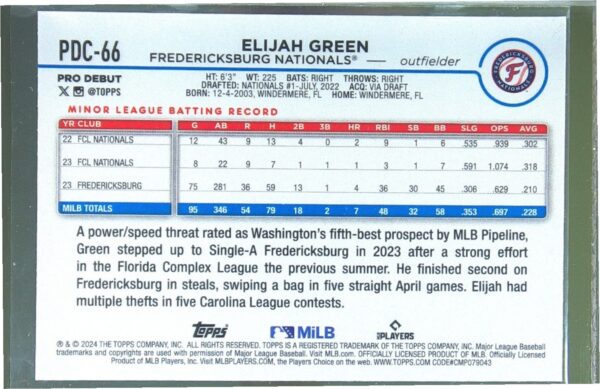 PDC-66
ELIJAH GREEN
FREDERICKSBURG NATIONALS® — outfielder
FREDERICKSBURG
F
NATIONALS
PRO DEBUT
@TOPPS
HT: 6'3" WT: 225 BATS: RIGHT THROWS: RIGHT
DRAFTED: NATIONALS #1-JULY, 2022 ACQ: VIA DRAFT
BORN: 12-4-2003, WINDERMERE, FL HOME: WINDERMERE, FL
MINOR LEAGUE BATTING RECORD
YR CLUB G AB R H 2B 3B HR RBI SB BB SLG OPS AVG
22 FCL NATIONALS 12 43 9 13 4 0 2 9 1 6 .535 .939 .302
23 FCL NATIONALS 8 22 9 7 1 1 1 3 1 7 .591 1.074 .318
23 FREDERICKSBURG 75 281 36 59 13 1 4 36 30 45 .306 .629 .210
MILB TOTALS 95 346 54 79 18 2 7 48 32 58 .353 .697 .228
A power/speed threat rated as Washington's fifth-best prospect by MLB Pipeline,
Green stepped up to Single-A Fredericksburg in 2023 after a strong effort
in the Florida Complex League the previous summer. He finished second on
Fredericksburg in steals, swiping a bag in five straight April games. Elijah had
multiple thefts in five Carolina League contests.
Topps MiLB PLAYERS
® & © 2024 THE TOPPS COMPANY, INC. ALL RIGHTS RESERVED. TOPPS IS A REGISTERED TRADEMARK OF THE TOPPS COMPANY, INC. Major League Baseball
trademarks and copyrights are used with permission of Major League Baseball. Visit MLB.com. OFFICIALLY LICENSED PRODUCT OF MLB. Officially Licensed
Product of MLB Players, Inc. Visit MLBPLAYERS.COM, the Players Choice on Facebook. WWW.TOPPS.COM CODE#CMP079043